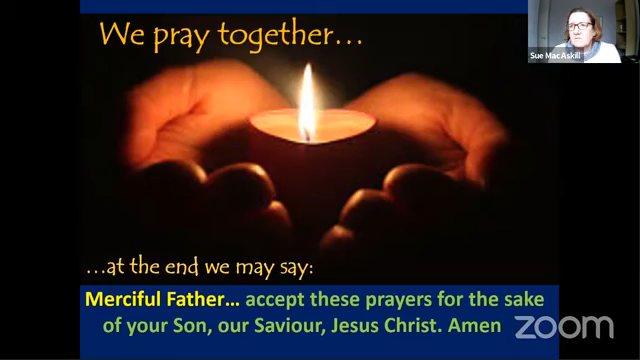 We pray together...
Sue MacAskill
...at the end we may say:
Merciful Father... accept these prayers for the sake
of your Son, our Saviour, Jesus Christ. Amen
zoom